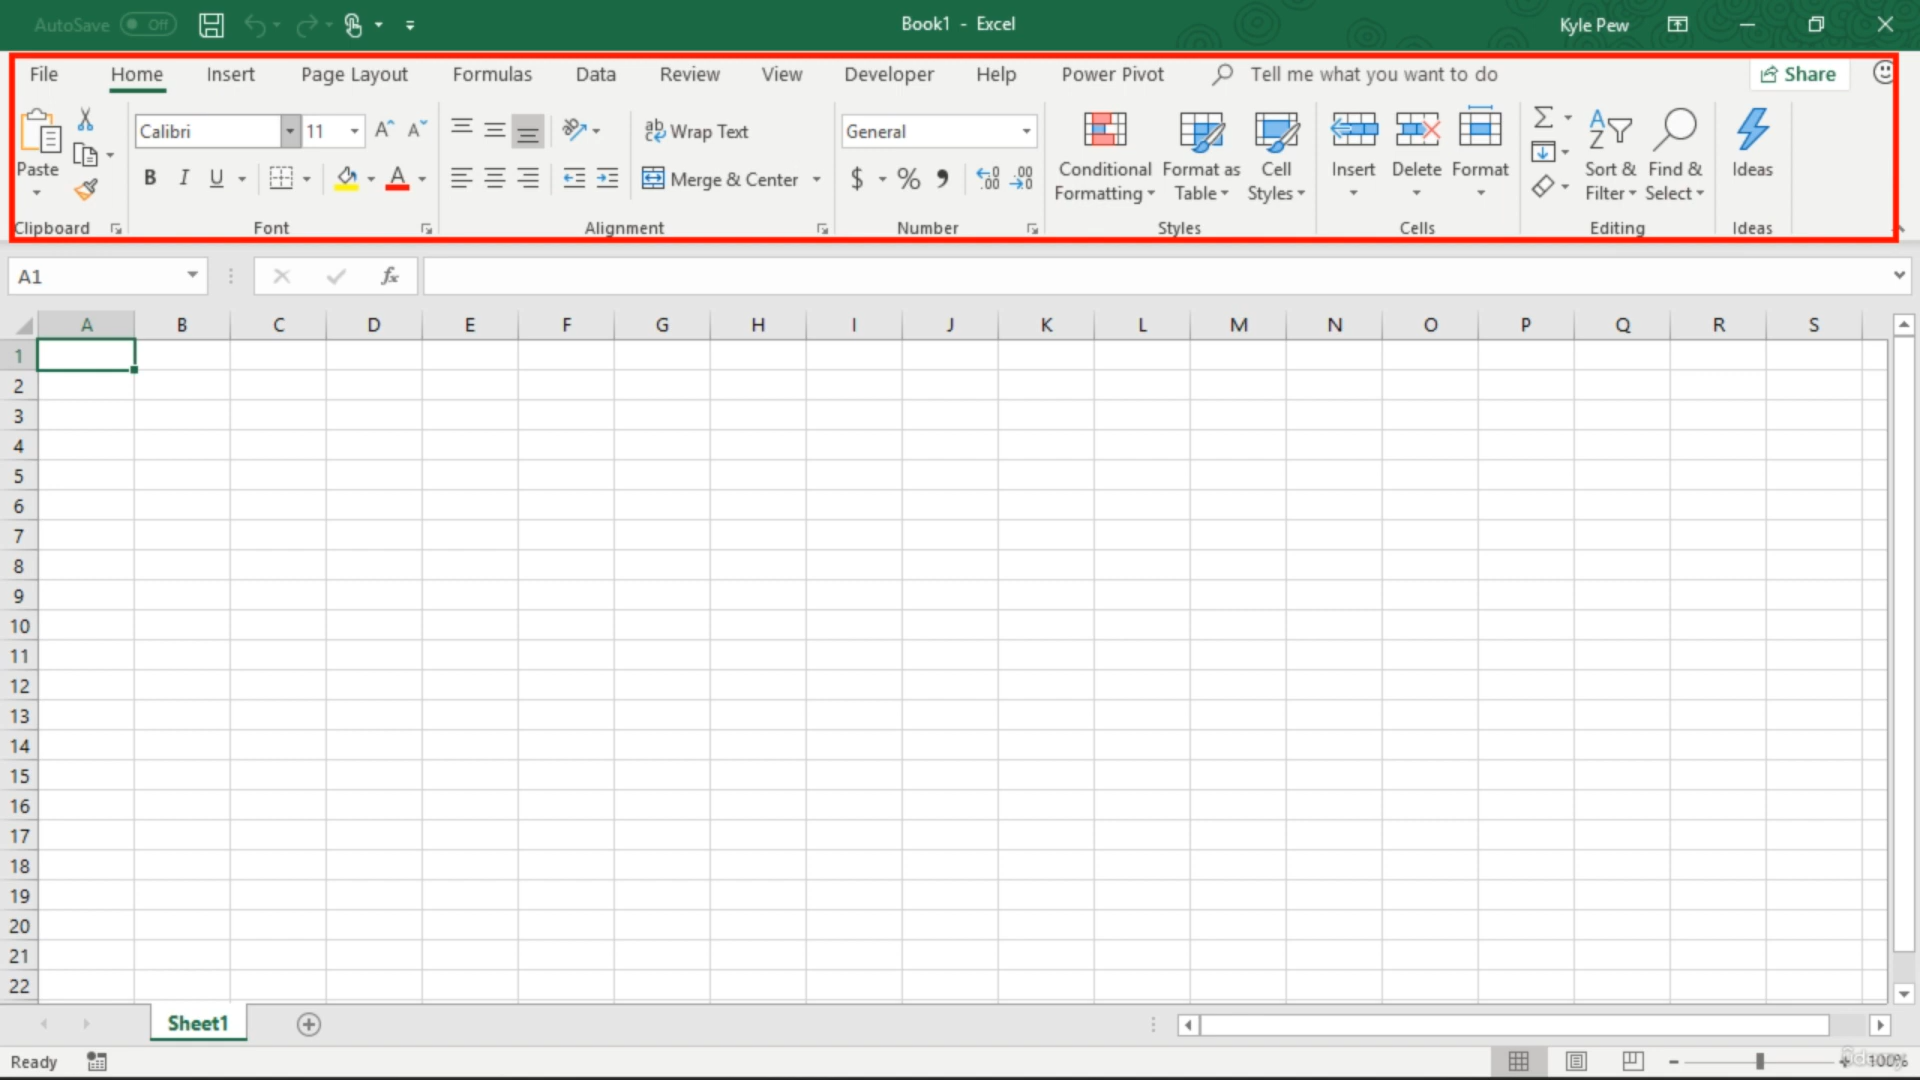 AutoSave Off
Book1 - Excel
Kyle Pew
File Home Insert Page Layout Formulas Data Review View Developer Help Power Pivot Tell me what you want to do Share
Paste
Calibri 11
ab Wrap Text
General
B I U A
Merge & Center
$ % ,
Conditional Formatting
Format as Table
Cell Styles
Insert Delete Format
Sort & Filter
Find & Select
Ideas
Clipboard Font Alignment Number Styles Cells Editing Ideas
A1 fx
A B C D E F G H I J K L M N O P Q R S
1
2
3
4
5
6
7
8
9
10
11
12
13
14
15
16
17
18
19
20
21
22
Sheet1
Ready
100%